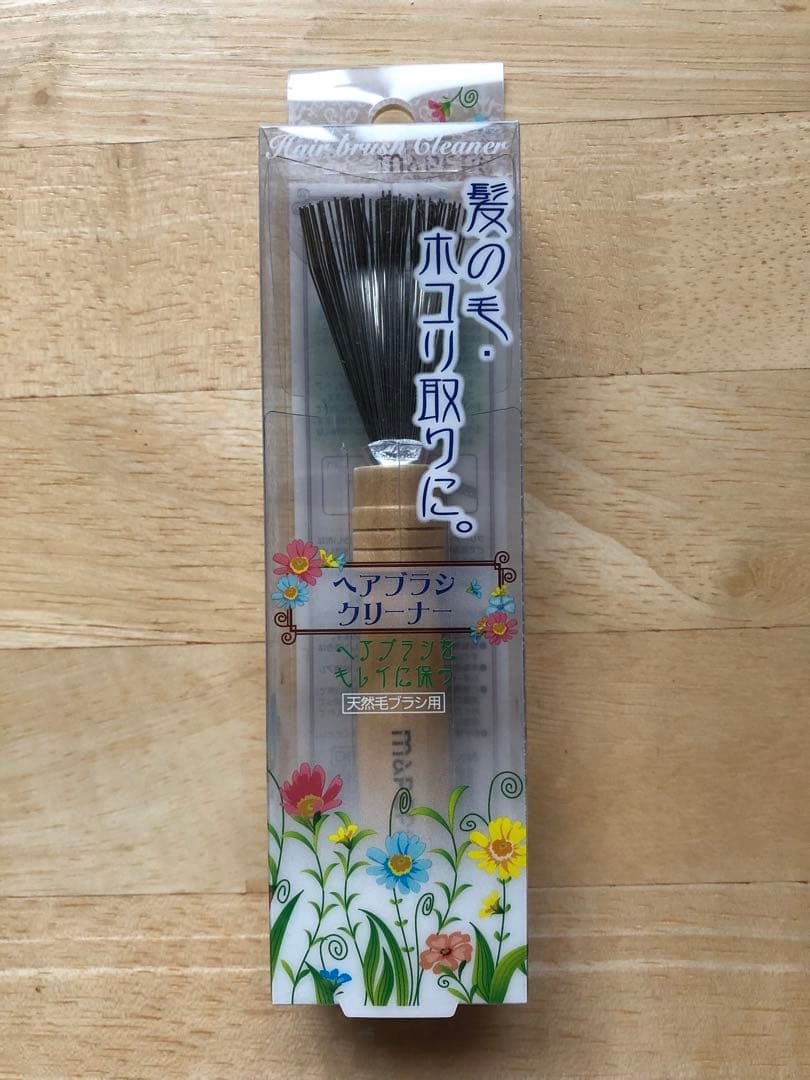 Hair brush Cleaner
髪の毛・
ホコリ取りに。
ヘアブラシ
クリーナー
ヘアブラシを
キレイに保つ
天然毛ブラシ用